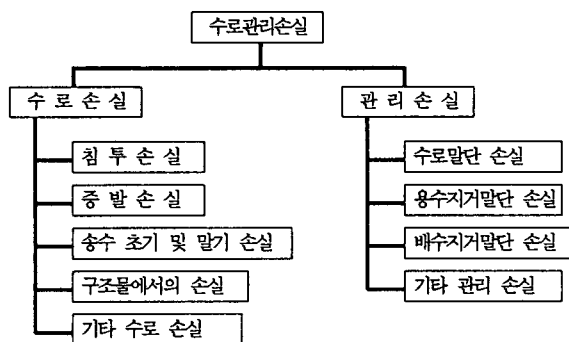 수로관리손실
수 로 손 실
침 투 손 실
증 발 손 실
송수 초기 및 말기 손실
구조물에서의 손실
기타 수로 손실
관 리 손 실
수로말단 손실
용수지거말단 손실
배수지거말단 손실
기타 관리 손실